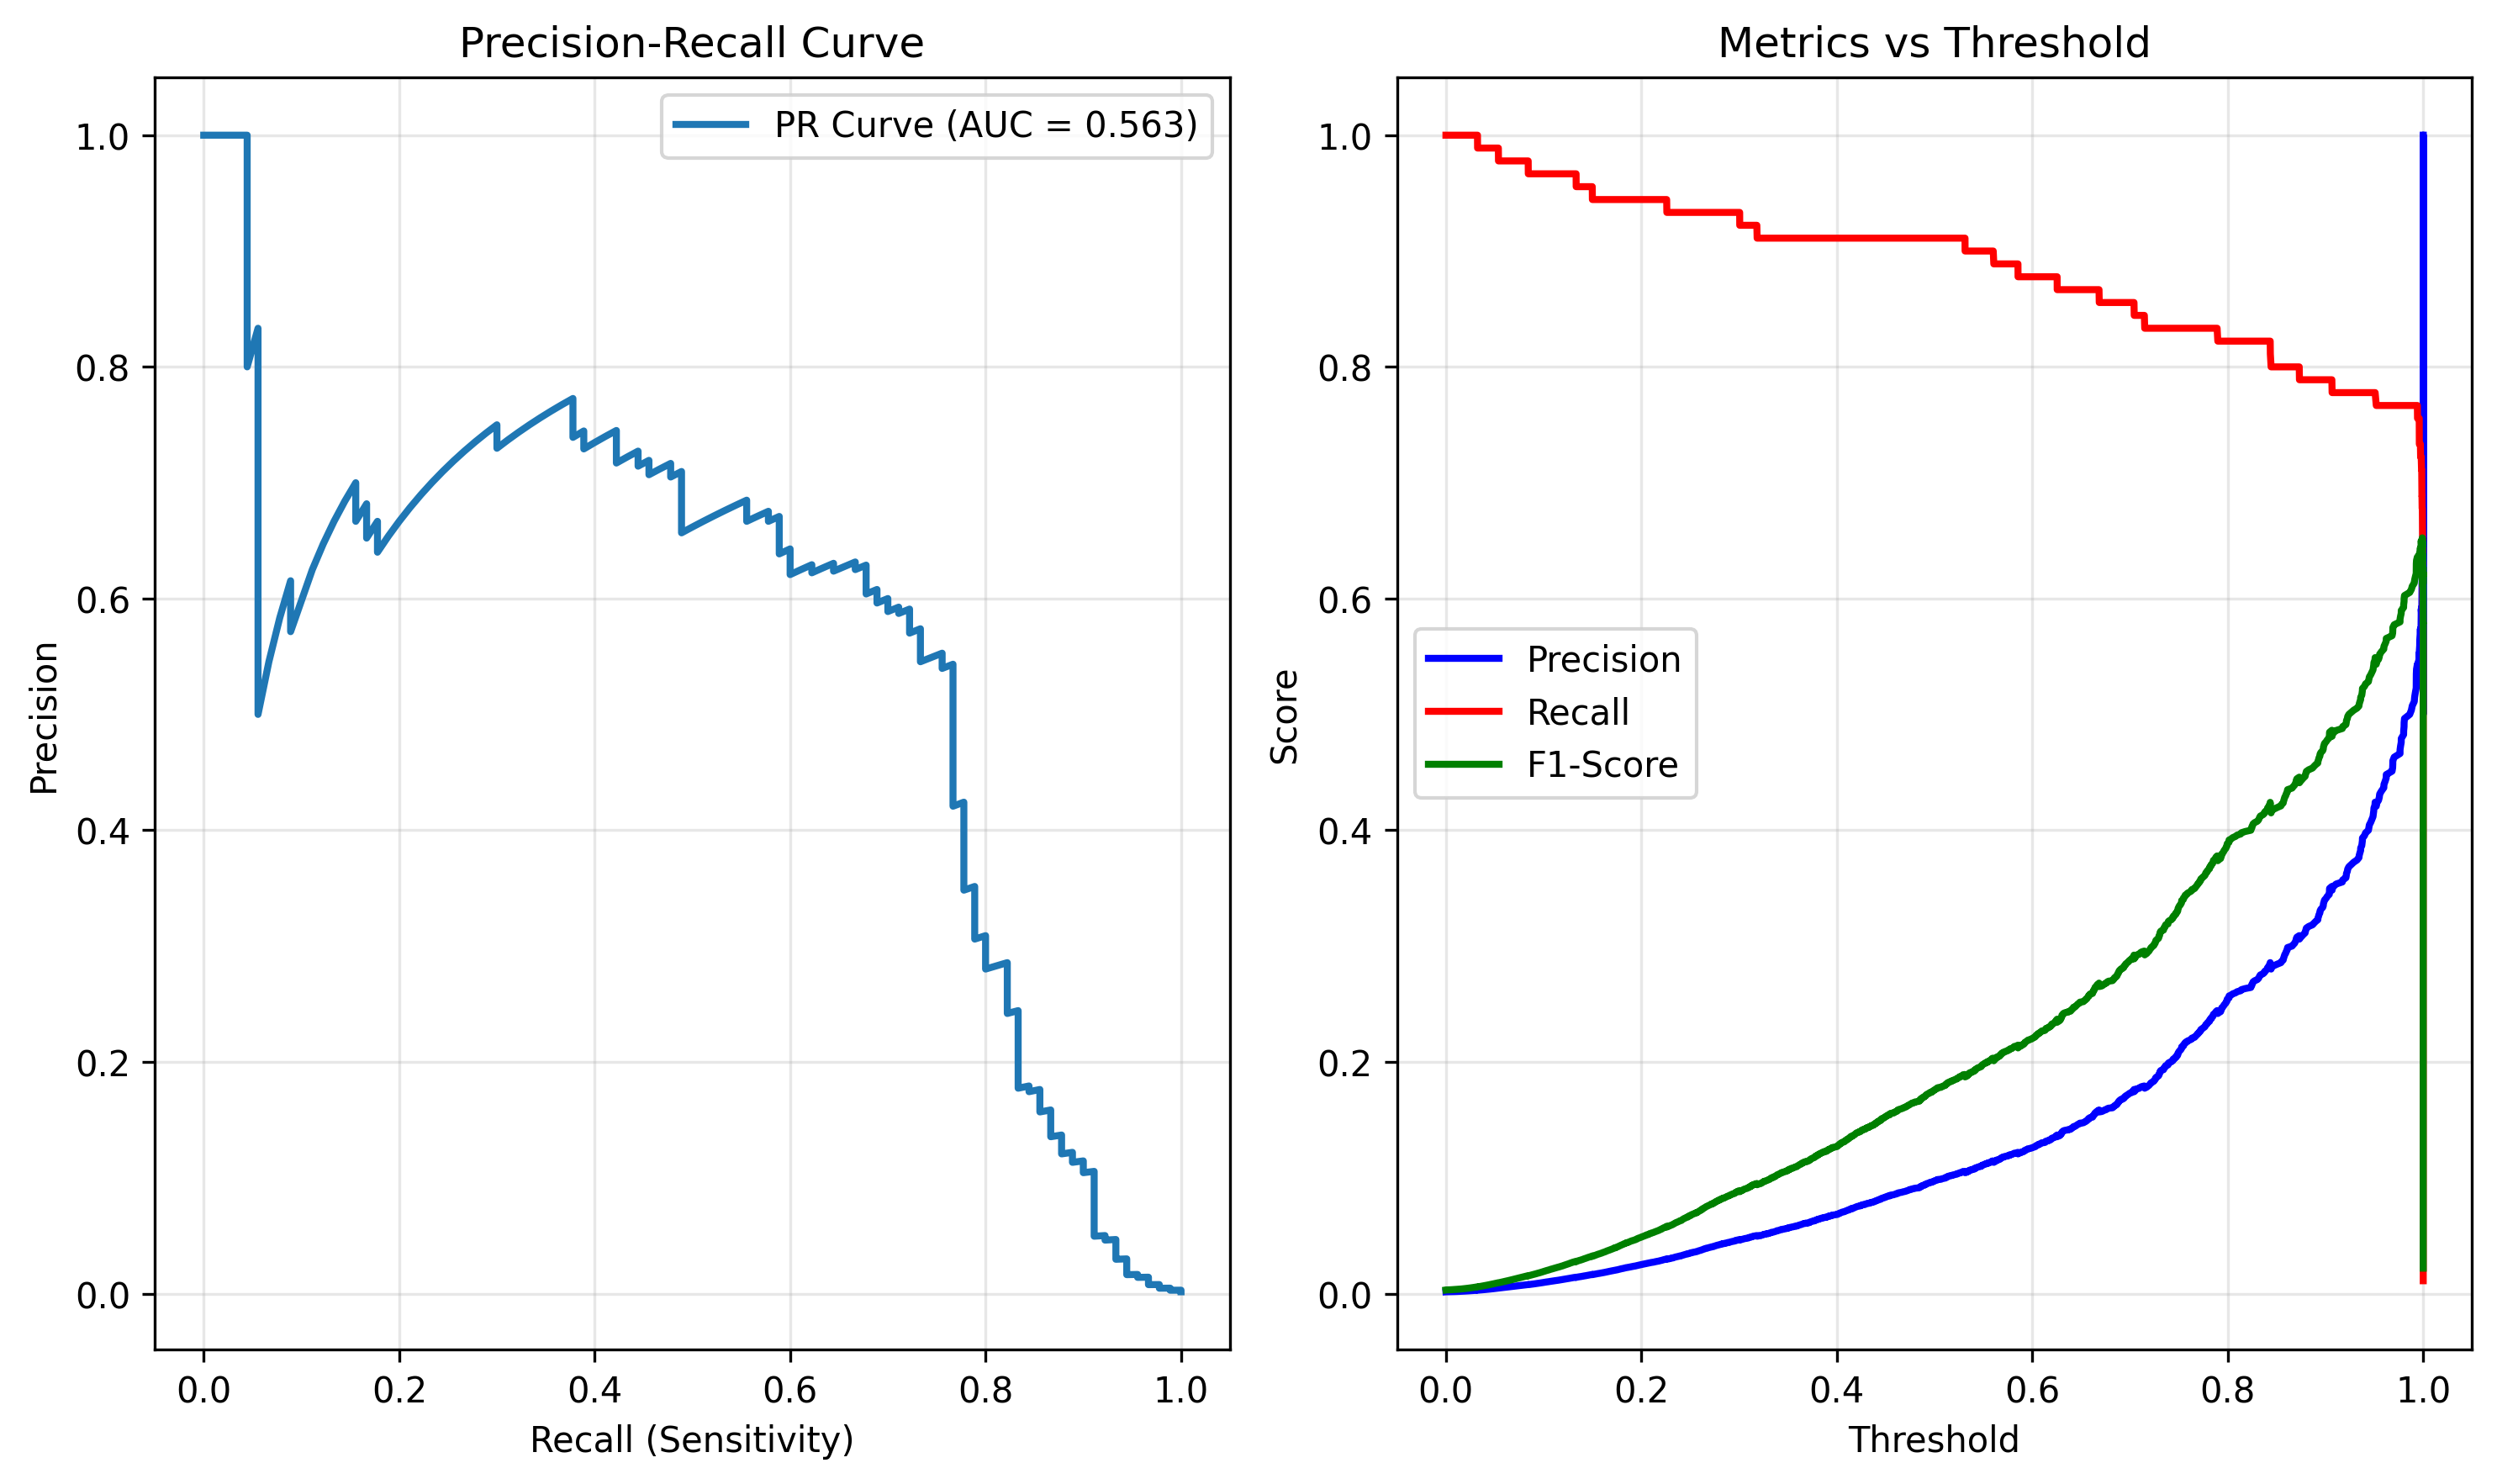 Precision-Recall Curve
PR Curve (AUC = 0.563)
Precision
1.0
0.8
0.6
0.4
0.2
0.0
0.0 0.2 0.4 0.6 0.8 1.0
Recall (Sensitivity)
Metrics vs Threshold
Score
1.0
0.8
0.6
0.4
0.2
0.0
Precision
Recall
F1-Score
0.0 0.2 0.4 0.6 0.8 1.0
Threshold